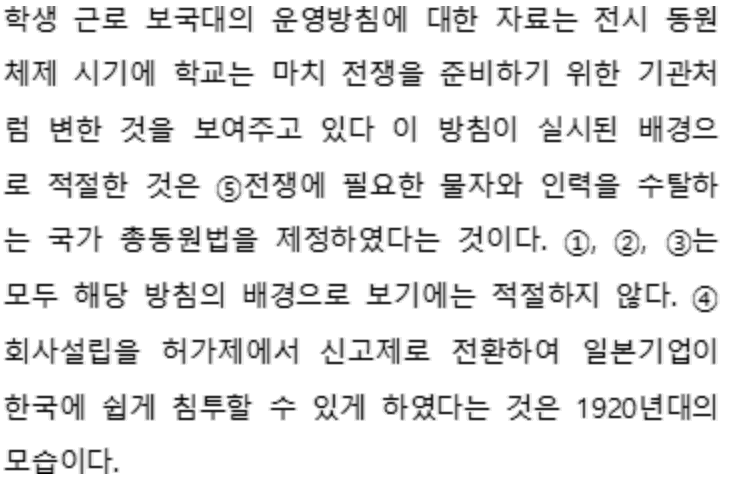 학생 근로 보국대의 운영방침에 대한 자료는 전시 동원
체제 시기에 학교는 마치 전쟁을 준비하기 위한 기관처
럼 변한 것을 보여주고 있다 이 방침이 실시된 배경으
로 적절한 것은 ⑤전쟁에 필요한 물자와 인력을 수탈하
는 국가 총동원법을 제정하였다는 것이다. ①, ②, ③는
모두 해당 방침의 배경으로 보기에는 적절하지 않다. ④
회사설립을 허가제에서 신고제로 전환하여 일본기업이
한국에 쉽게 침투할 수 있게 하였다는 것은 1920년대의
모습이다.